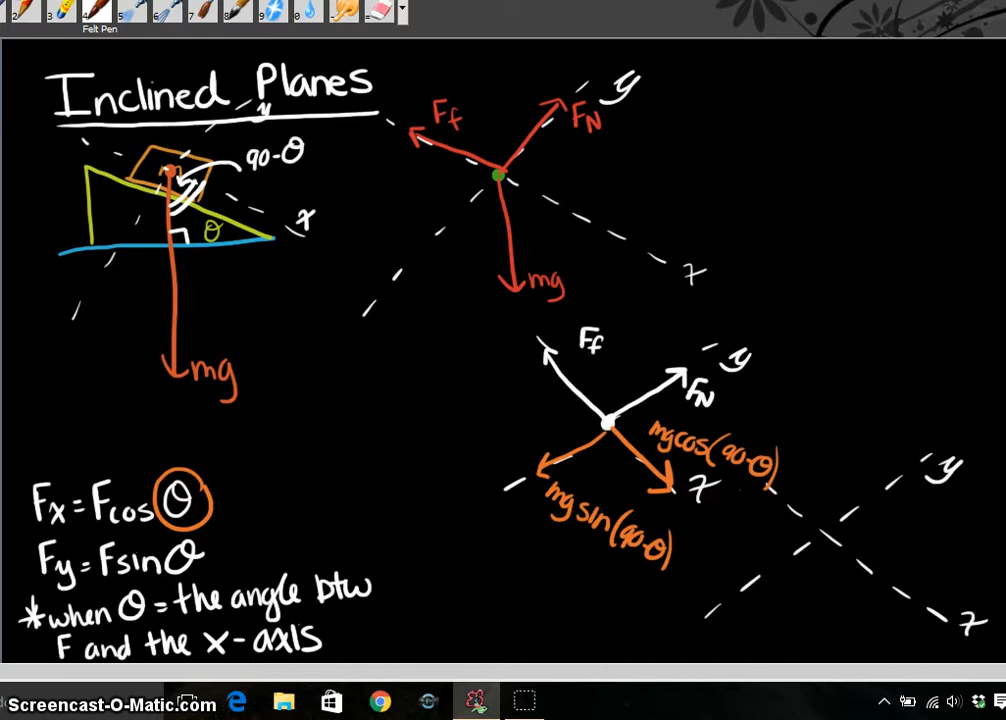 Felt Pen
Inclined Planes
y
90-θ
m
x
θ
mg
Ff
FN
y
mg
x
Ff
y
FN
mgcos(90-θ)
x
mgsin(90-θ)
y
x
Fx = Fcos θ
Fy = Fsinθ
*when θ = the angle btw
F and the x-axis
Screencast-O-Matic.com